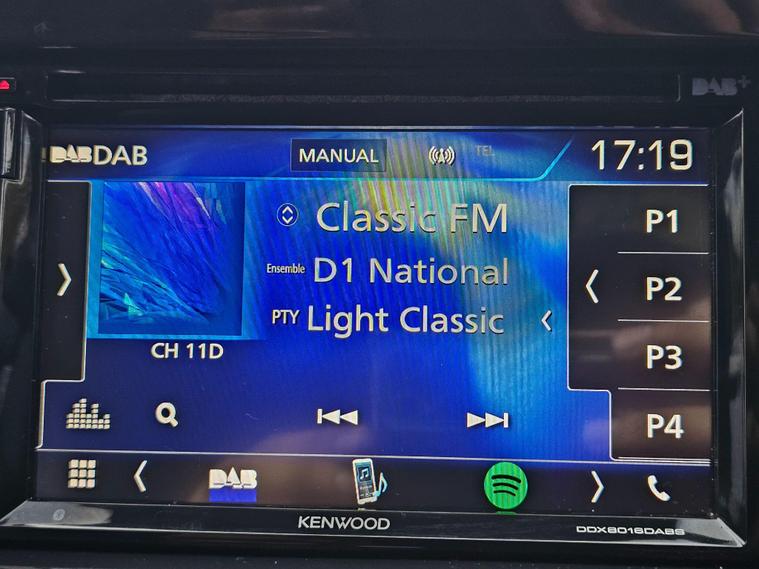 DAB+
DAB DAB MANUAL TEL 17:19
Classic FM
Ensemble D1 National
PTY Light Classic
CH 11D
P1
P2
P3
P4
DAB
KENWOOD
DDX8016DABS